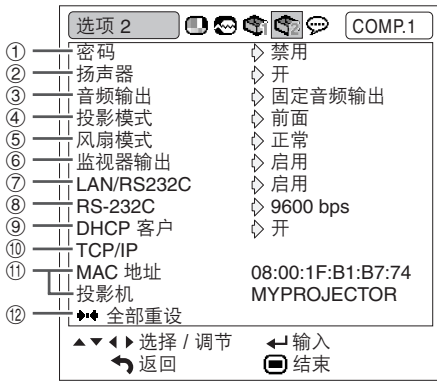 选项 2 COMP.1
① 密码 禁用
② 扬声器 开
③ 音频输出 固定音频输出
④ 投影模式 前面
⑤ 风扇模式 正常
⑥ 监视器输出 启用
⑦ LAN/RS232C 启用
⑧ RS-232C 9600 bps
⑨ DHCP 客户 开
⑩ TCP/IP
⑪ MAC 地址 08:00:1F:B1:B7:74
投影机 MYPROJECTOR
⑫ 全部重设
选择 / 调节 输入
返回 结束